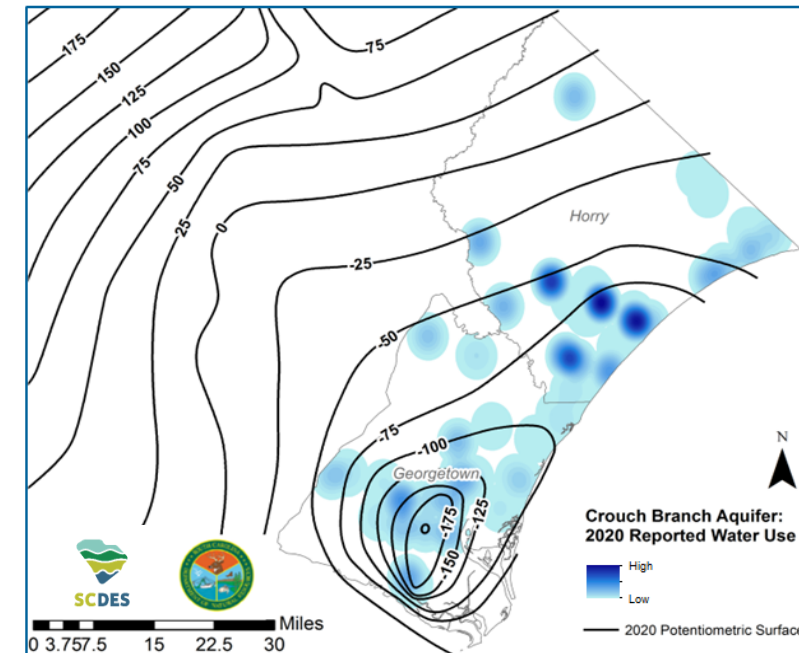 175
150
125
100
75
50
25
0
75
Horry
-25
-50
-75
-100
Georgetown
-125
-175
-150
N
Crouch Branch Aquifer:
2020 Reported Water Use
High
Low
2020 Potentiometric Surface
SCDES
Miles
0 3.757.5 15 22.5 30